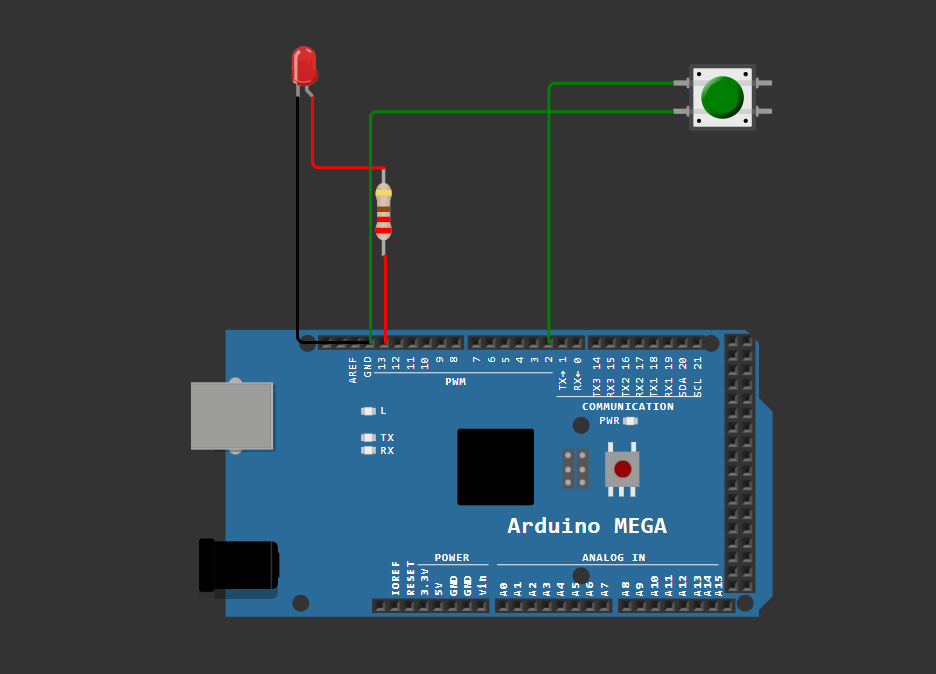 AREF GND 13 12 11 10 9 8 7 6 5 4 3 2 TX→ 1 RX← 0 TX3 14 RX3 15 TX2 16 RX2 17 TX1 18 RX1 19 SDA 20 SCL 21
PWM
COMMUNICATION
L
PWR
TX
RX
Arduino MEGA
POWER ANALOG IN
IOREF RESET 3.3V 5V GND GND Vin A0 A1 A2 A3 A4 A5 A6 A7 A8 A9 A10 A11 A12 A13 A14 A15